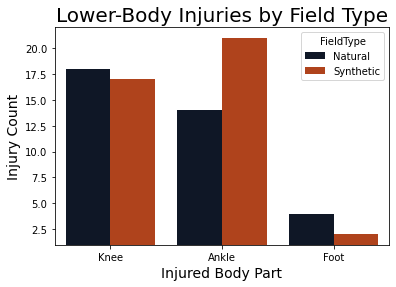 Lower-Body Injuries by Field Type
FieldType
Natural
Synthetic
20.0
17.5
15.0
12.5
10.0
7.5
5.0
2.5
Injury Count
Knee
Ankle
Foot
Injured Body Part